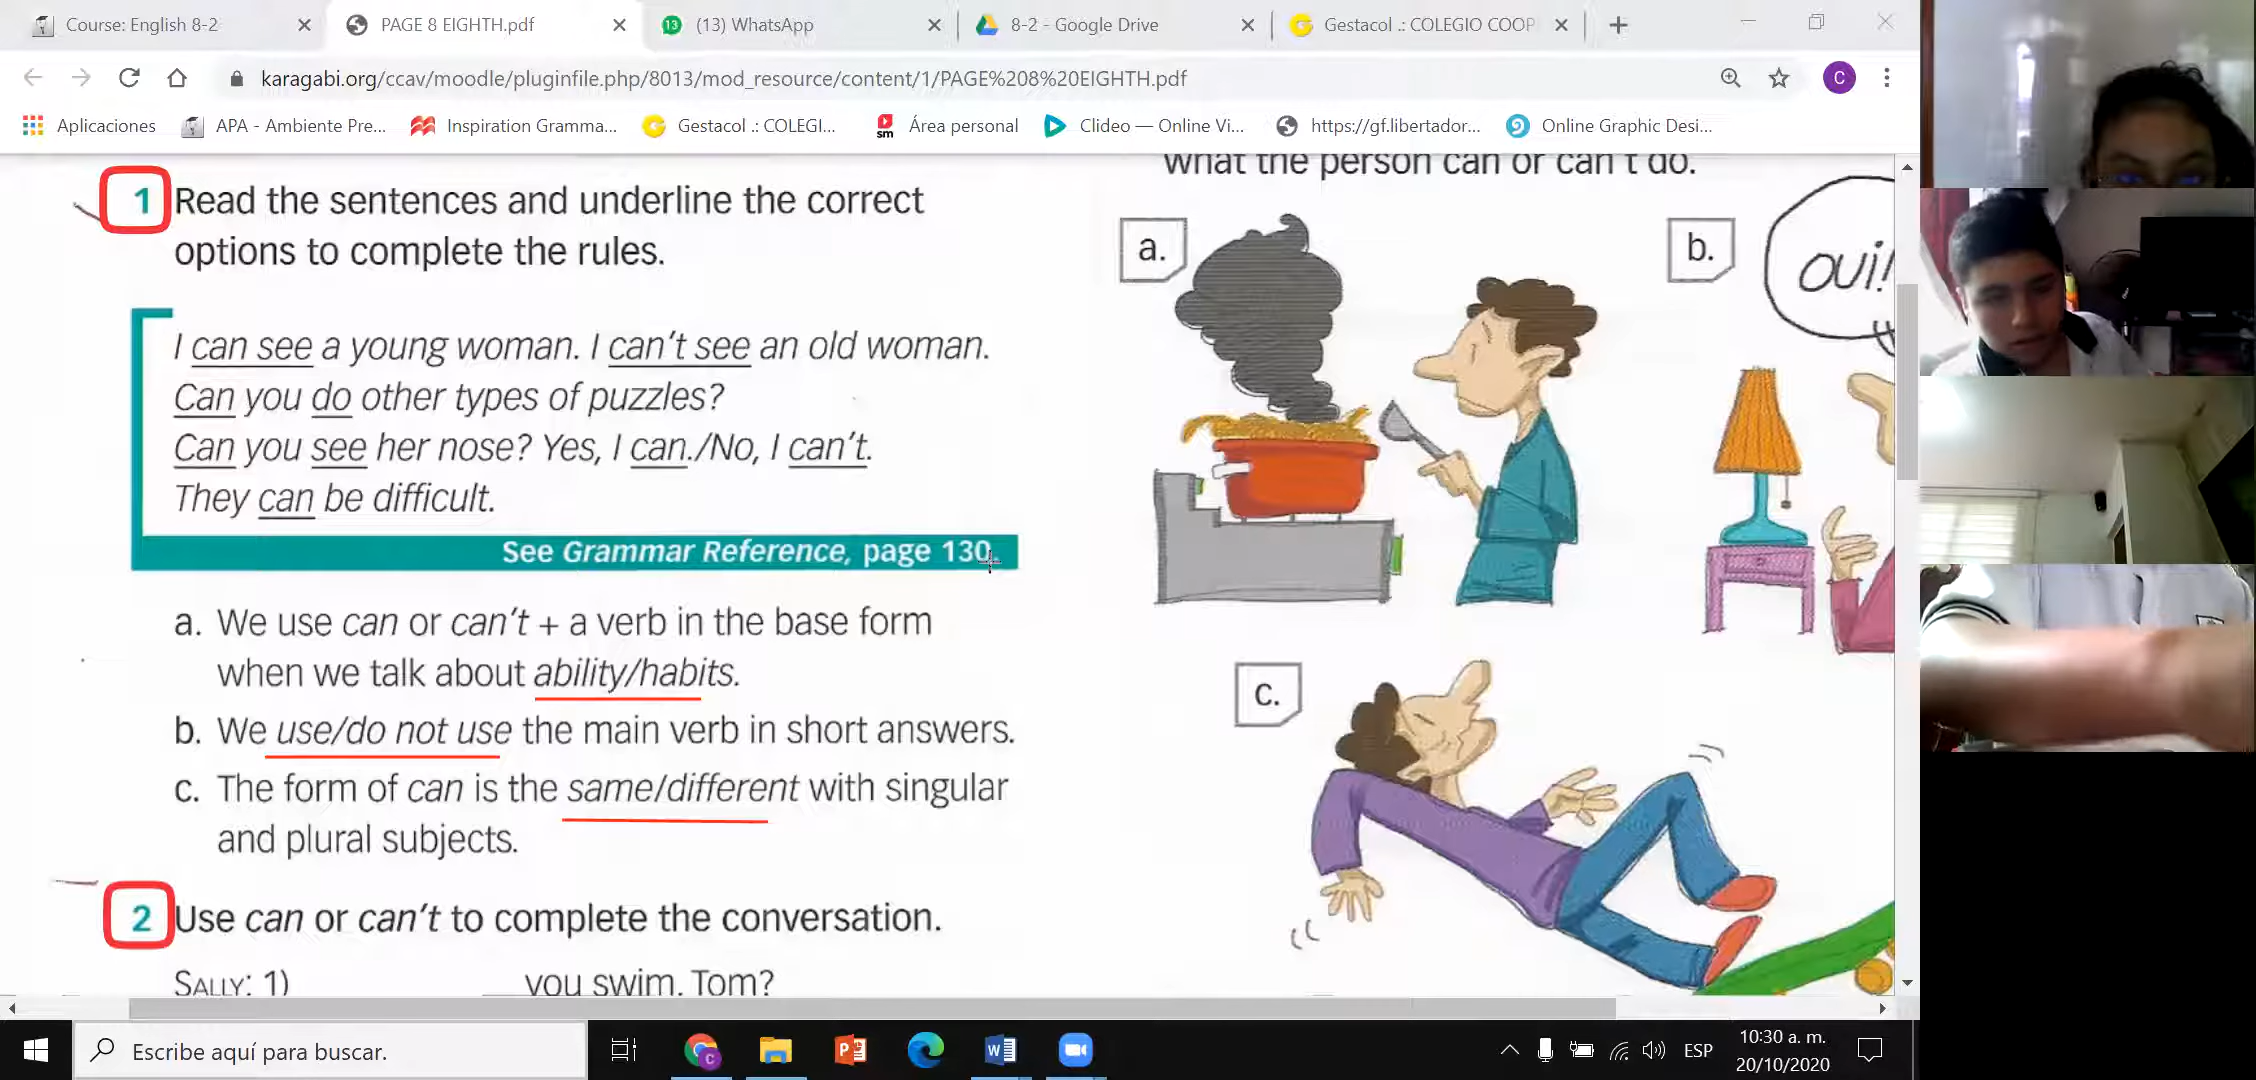 Course: English 8-2
PAGE 8 EIGHTH.pdf
13
(13) WhatsApp
8-2 - Google Drive
Gestacol .: COLEGIO COOP
karagabi.org/ccav/moodle/pluginfile.php/8013/mod_resource/content/1/PAGE%208%20EIGHTH.pdf
C
Aplicaciones
APA - Ambiente Pre...
Inspiration Gramma...
Gestacol .: COLEGI...
sm
Área personal
Clideo — Online Vi...
https://gf.libertador...
Online Graphic Desi...
1 Read the sentences and underline the correct
options to complete the rules.
I can see a young woman. I can't see an old woman.
Can you do other types of puzzles?
Can you see her nose? Yes, I can./No, I can't.
They can be difficult.
See Grammar Reference, page 130.
a. We use can or can't + a verb in the base form
when we talk about ability/habits.
b. We use/do not use the main verb in short answers.
c. The form of can is the same/different with singular
and plural subjects.
2 Use can or can't to complete the conversation.
SALLY: 1) ____ you swim, Tom?
what the person can or can't do.
a.
b.
oui!
c.
Escribe aquí para buscar.
C
P
W
ESP
10:30 a. m.
20/10/2020